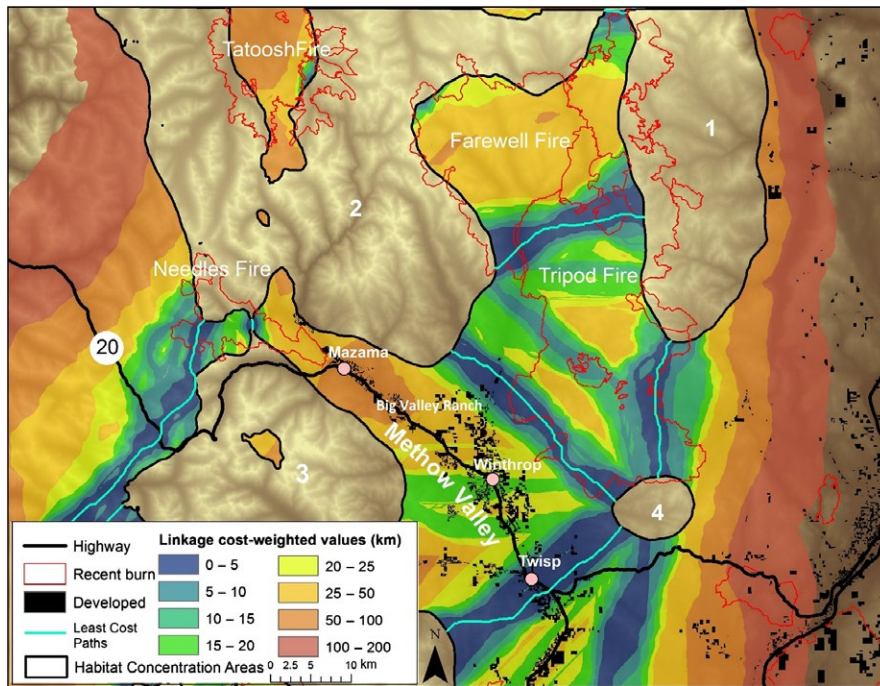 TatooshFire
Farewell Fire
1
2
Needles Fire
Tripod Fire
20
Mazama
Big Valley Ranch
Methow Valley
Winthrop
3
4
Twisp
Highway
Recent burn
Developed
Least Cost
Paths
Habitat Concentration Areas
Linkage cost-weighted values (km)
0 – 5
5 – 10
10 – 15
15 – 20
20 – 25
25 – 50
50 – 100
100 – 200
0 2.5 5 10 km
N